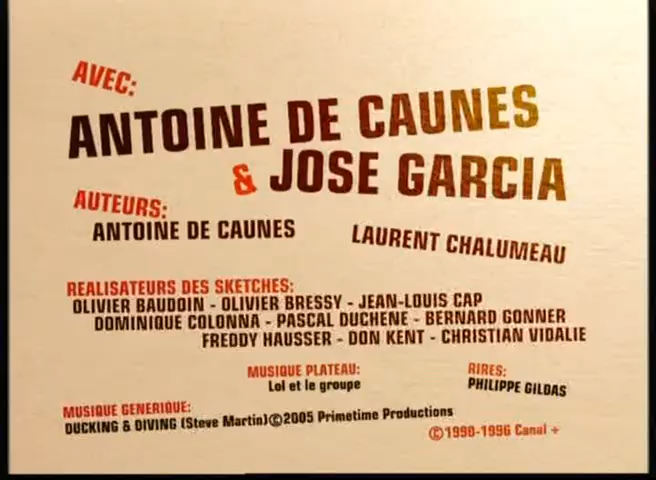 AVEC:
ANTOINE DE CAUNES
& JOSE GARCIA
AUTEURS:
ANTOINE DE CAUNES
LAURENT CHALUMEAU
REALISATEURS DES SKETCHES:
OLIVIER BAUDOIN - OLIVIER BRESSY - JEAN-LOUIS CAP
DOMINIQUE COLONNA - PASCAL DUCHENE - BERNARD GONNER
FREDDY HAUSSER - DON KENT - CHRISTIAN VIDALIE
MUSIQUE PLATEAU:
Lol et le groupe
RIRES:
PHILIPPE GILDAS
MUSIQUE GENERIQUE:
DUCKING & DIVING (Steve Martin)©2005 Primetime Productions
©1990-1996 Canal +